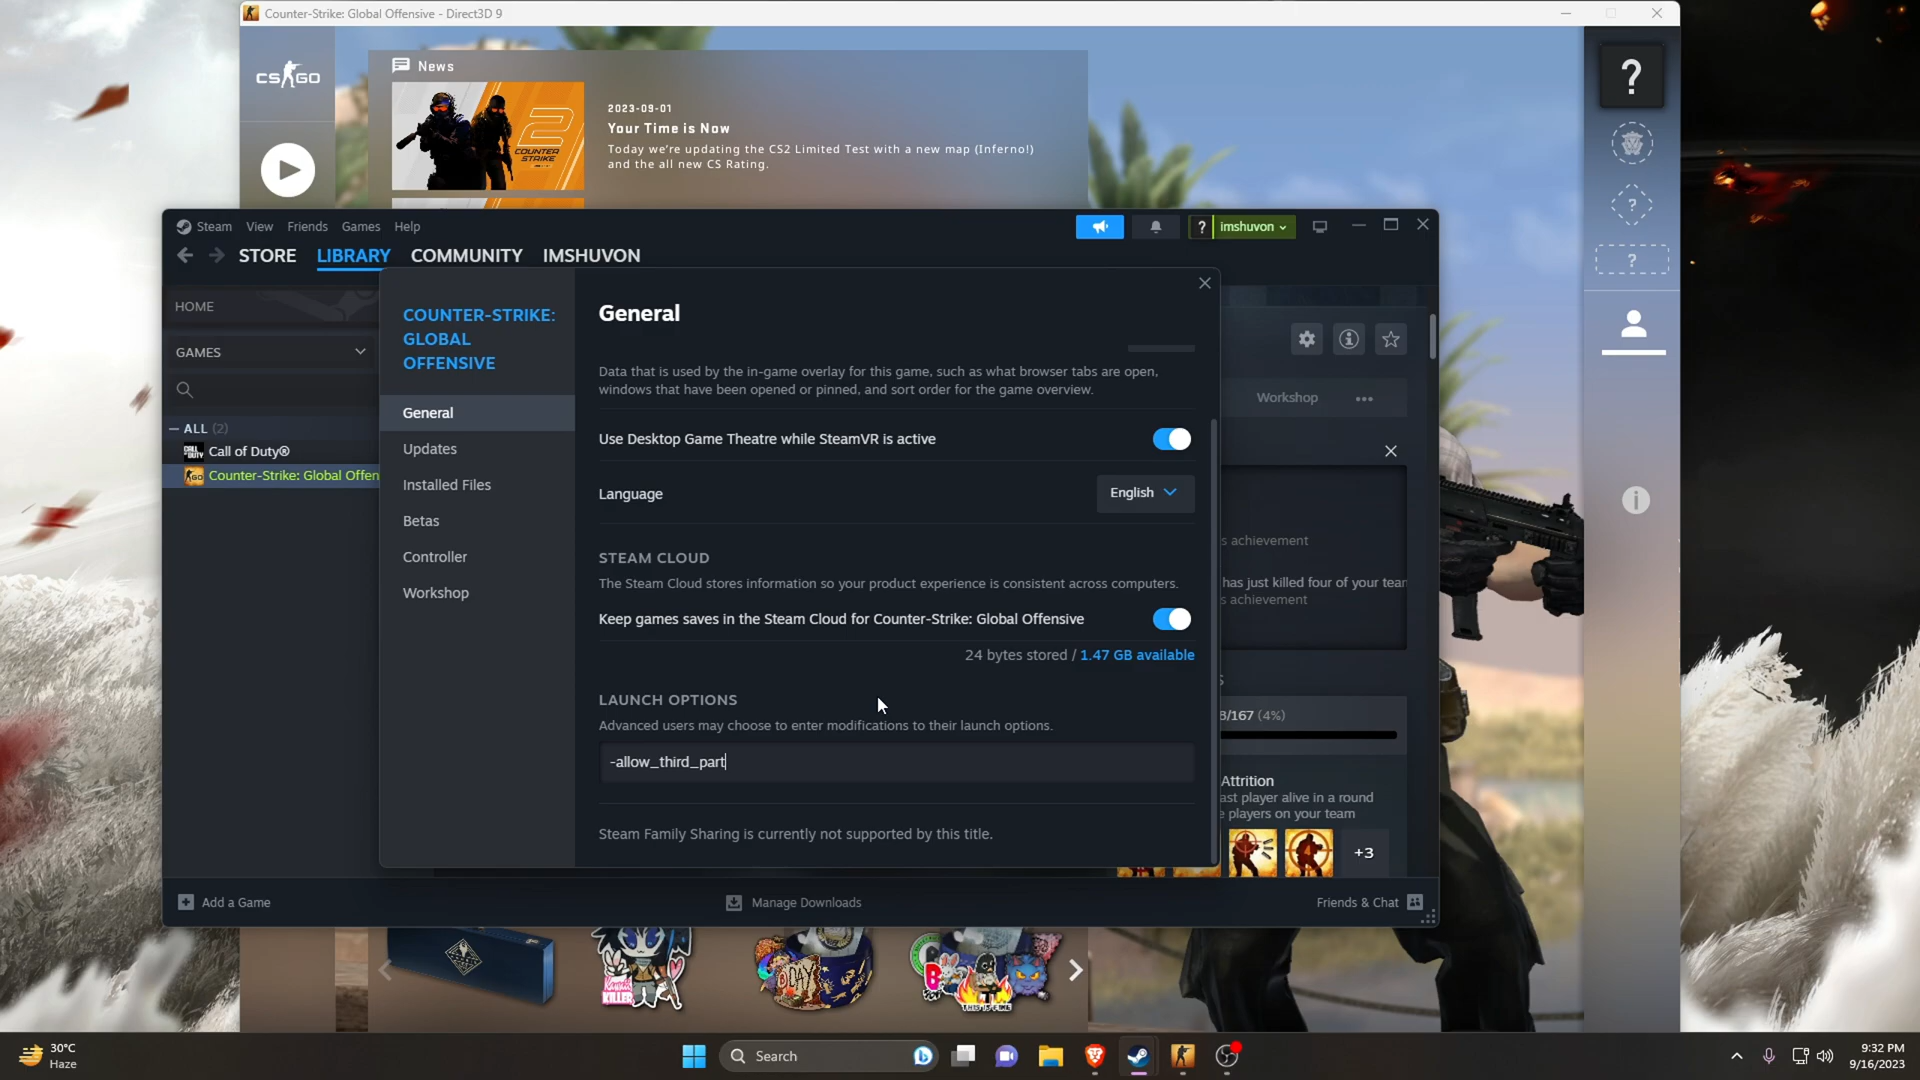 Counter-Strike: Global Offensive - Direct3D 9
CS GO
News
2023-09-01
Your Time is Now
Today we're updating the CS2 Limited Test with a new map (Inferno!)
and the all new CS Rating.
2
COUNTER
STRIKE
?
?
?
Steam View Friends Games Help
? imshuvon
STORE LIBRARY COMMUNITY IMSHUVON
HOME
GAMES
ALL (2)
Call of Duty®
Counter-Strike: Global Offen
COUNTER-STRIKE:
GLOBAL
OFFENSIVE
General
Updates
Installed Files
Betas
Controller
Workshop
General
Data that is used by the in-game overlay for this game, such as what browser tabs are open,
windows that have been opened or pinned, and sort order for the game overview.
Use Desktop Game Theatre while SteamVR is active
Language
English
STEAM CLOUD
The Steam Cloud stores information so your product experience is consistent across computers.
Keep games saves in the Steam Cloud for Counter-Strike: Global Offensive
24 bytes stored / 1.47 GB available
LAUNCH OPTIONS
Advanced users may choose to enter modifications to their launch options.
-allow_third_part
Steam Family Sharing is currently not supported by this title.
Workshop
s achievement
has just killed four of your tear
s achievement
/167 (4%)
Attrition
ast player alive in a round
players on your team
+3
Add a Game
Manage Downloads
Friends & Chat
KILLER
DAY
B
THIS IS FINE
30°C
Haze
Search
9:32 PM
9/16/2023